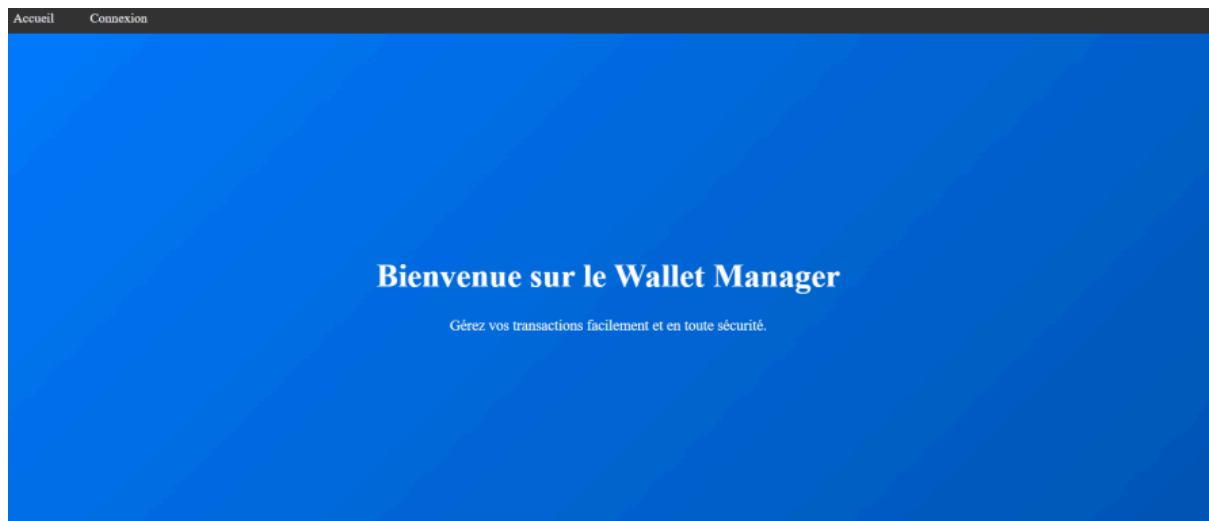 Accueil Connexion
Bienvenue sur le Wallet Manager
Gérez vos transactions facilement et en toute sécurité.